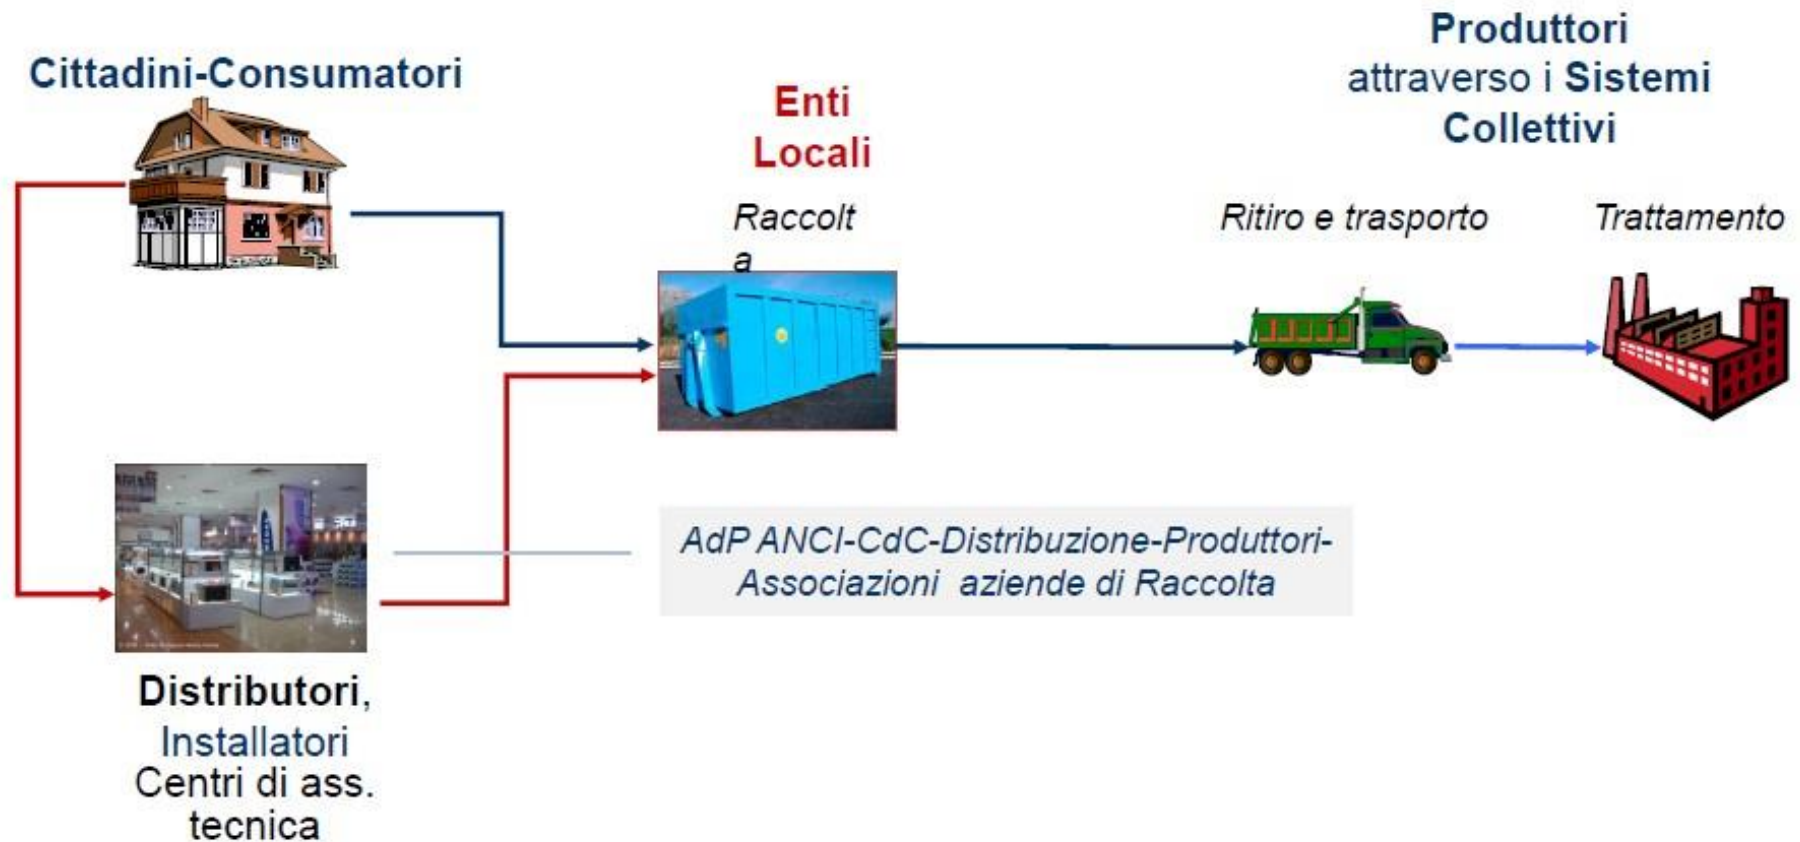 Cittadini-Consumatori
Enti
Locali
Raccolt
a
Produttori
attraverso i Sistemi
Collettivi
Ritiro e trasporto
Trattamento
AdP ANCI-CdC-Distribuzione-Produttori-
Associazioni aziende di Raccolta
Distributori,
Installatori
Centri di ass.
tecnica